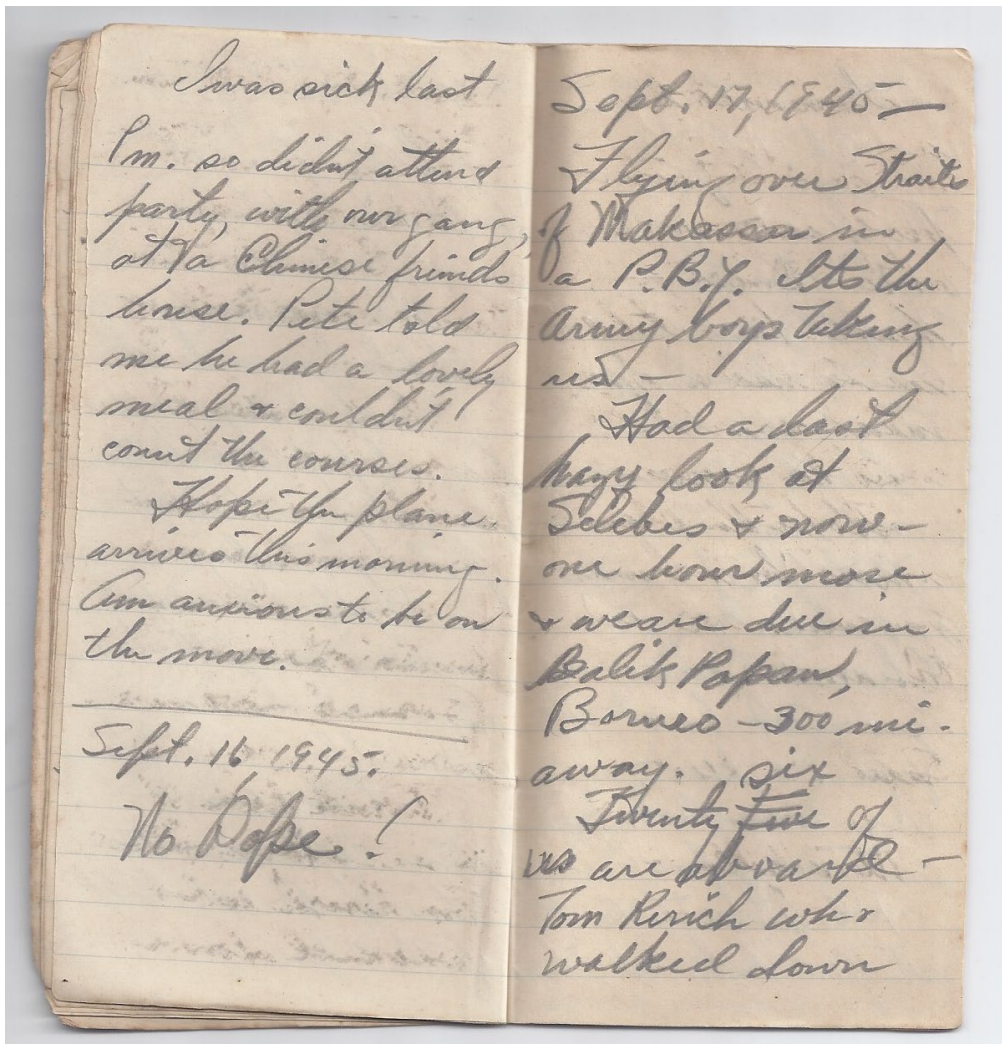 I was sick last
Pm. so didn't attend
party, with our gang,
at a Chinese friends
house. Pete told
me he had a lovely
meal & couldn't
count the courses.
Hope the plane
arrives this morning.
Am anxious to be on
the move.
Sept. 16, 1945.
No Dope!
Sept. 17, 1945 —
Flying over Straits
of Makassar in
a P.B.Y. Its the
Army boys taking
us —
Had a last
hazy look at
Selebes & now —
one hour more
& we are due in
Balik Papan,
Borneo — 300 mi.
away. six
Twenty Five of
us are aboard —
Tom Rerich who
walked down